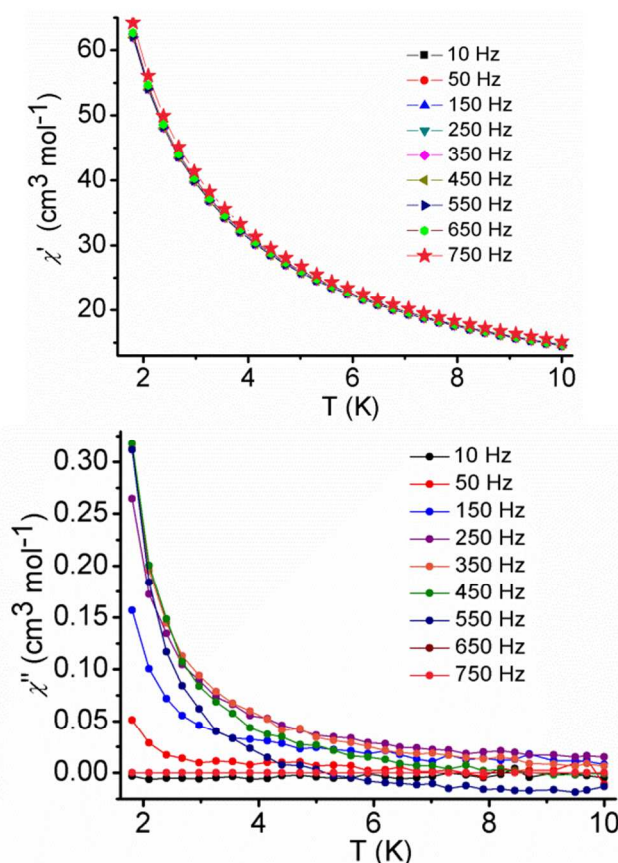 60
50
40
30
20
χ' (cm³ mol⁻¹)
10 Hz
50 Hz
150 Hz
250 Hz
350 Hz
450 Hz
550 Hz
650 Hz
750 Hz
2 4 6 8 10
T (K)
0.30
0.25
0.20
0.15
0.10
0.05
0.00
χ" (cm³ mol⁻¹)
10 Hz
50 Hz
150 Hz
250 Hz
350 Hz
450 Hz
550 Hz
650 Hz
750 Hz
2 4 6 8 10
T (K)